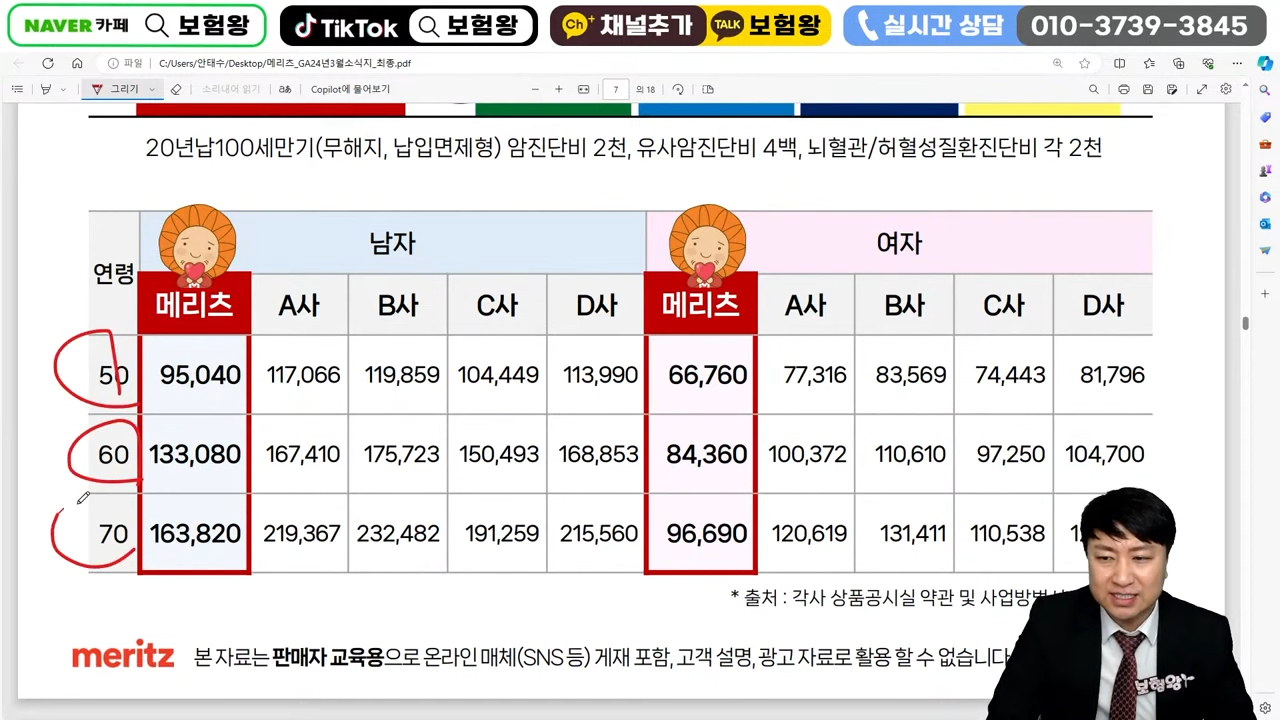 NAVER 카페 보험왕 TikTok 보험왕 Ch+ 채널추가 TALK 보험왕 실시간 상담 010-3739-3845
파일 C:/Users/안태수/Desktop/메리츠_GA24년3월소식지_최종.pdf
그리기 소리내어 읽기 aあ Copilot에 물어보기 7 의 18
20년납100세만기(무해지, 납입면제형) 암진단비 2천, 유사암진단비 4백, 뇌혈관/허혈성질환진단비 각 2천
연령 남자 여자
메리츠 A사 B사 C사 D사 메리츠 A사 B사 C사 D사
50 95,040 117,066 119,859 104,449 113,990 66,760 77,316 83,569 74,443 81,796
60 133,080 167,410 175,723 150,493 168,853 84,360 100,372 110,610 97,250 104,700
70 163,820 219,367 232,482 191,259 215,560 96,690 120,619 131,411 110,538
* 출처 : 각사 상품공시실 약관 및 사업방법
meritz 본 자료는 판매자 교육용으로 온라인 매체(SNS 등) 게재 포함, 고객 설명, 광고 자료로 활용 할 수 없습니다
보험왕